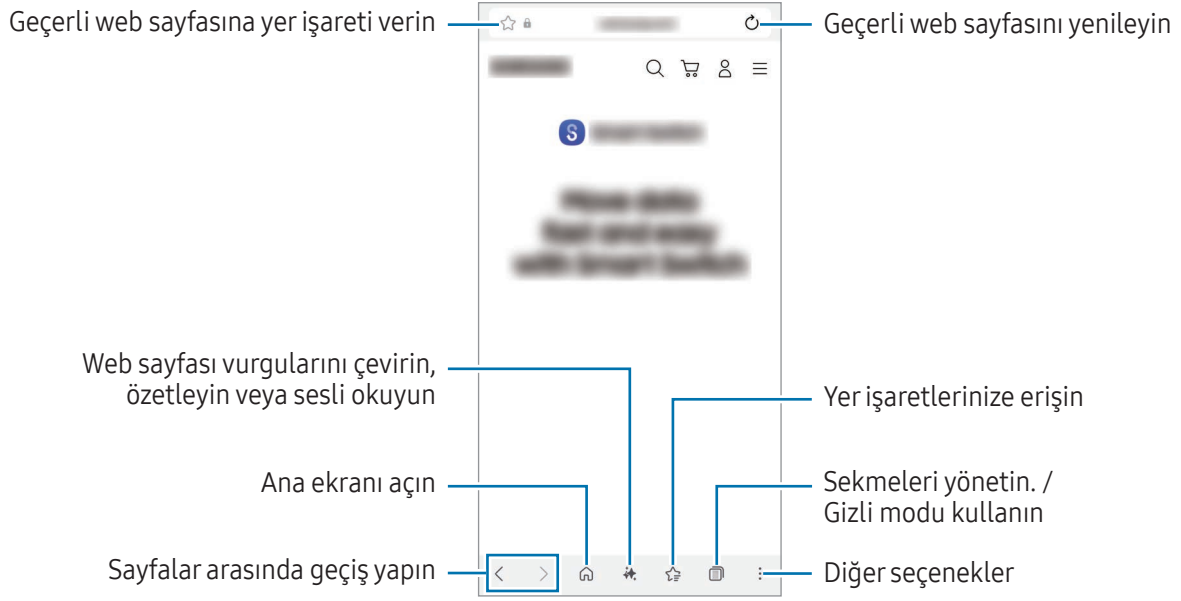 Geçerli web sayfasına yer işareti verin
Geçerli web sayfasını yenileyin
S
Web sayfası vurgularını çevirin,
özetleyin veya sesli okuyun
Yer işaretlerinize erişin
Ana ekranı açın
Sekmeleri yönetin. /
Gizli modu kullanın
Sayfalar arasında geçiş yapın
Diğer seçenekler